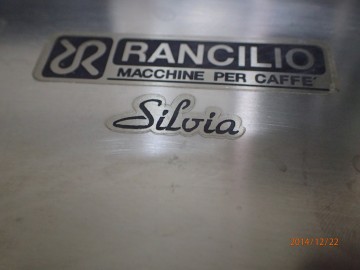 RANCILIO
MACCHINE PER CAFFE'
Silvia
2014/12/22